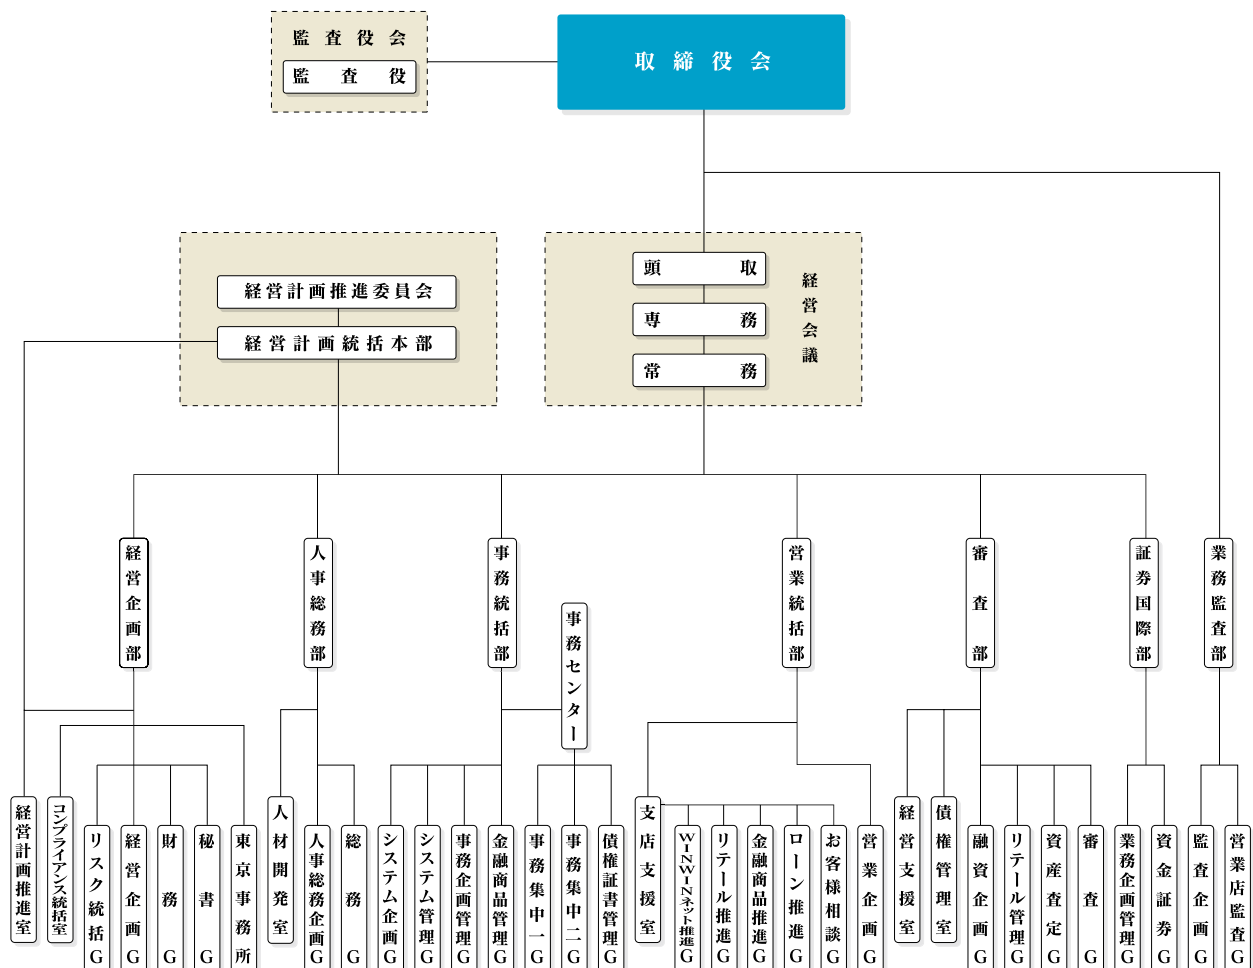 監査役会
監査役
取締役会
経営計画推進委員会
経営計画統括本部
頭取
専務
常務
経営会議
経営企画部
人事総務部
事務統括部
事務センター
営業統括部
審査部
証券国際部
業務監査部
経営計画推進室
コンプライアンス統括室
リスク統括G
経営企画G
財務G
秘書G
東京事務所
人材開発室
人事総務企画G
総務G
システム企画G
システム管理G
事務企画管理G
金融商品管理G
事務集中一G
事務集中二G
債権証書管理G
支店支援室
WINWINネット推進G
リテール推進G
金融商品推進G
ローン推進G
お客様相談G
営業企画G
経営支援室
債権管理室
融資企画G
リテール管理G
資産査定G
審査G
業務企画管理G
資金証券G
監査企画G
営業店監査G